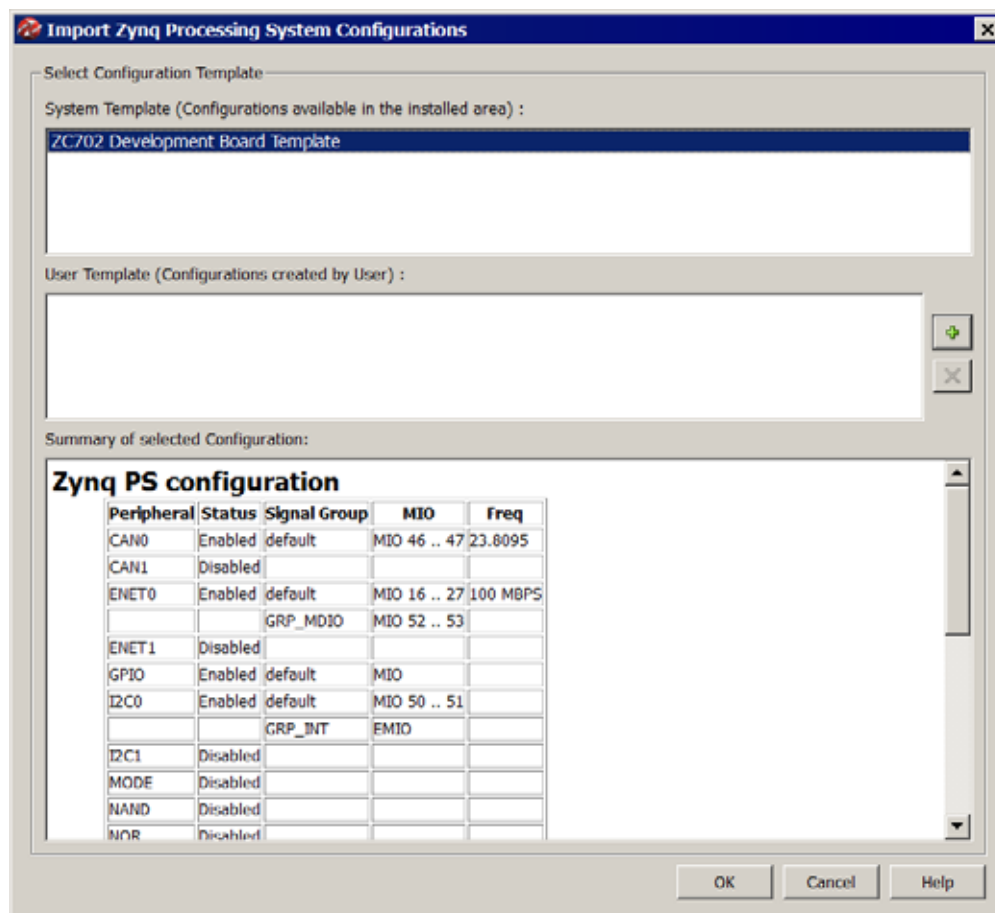 Import Zynq Processing System Configurations
Select Configuration Template
System Template (Configurations available in the installed area) :
ZC702 Development Board Template
User Template (Configurations created by User) :
Summary of selected Configuration:
Zynq PS configuration
Peripheral Status Signal Group MIO Freq
CAN0 Enabled default MIO 46 .. 47 23.8095
CAN1 Disabled
ENET0 Enabled default MIO 16 .. 27 100 MBPS
GRP_MDIO MIO 52 .. 53
ENET1 Disabled
GPIO Enabled default MIO
I2C0 Enabled default MIO 50 .. 51
GRP_INT EMIO
I2C1 Disabled
MODE Disabled
NAND Disabled
NOR Disabled
OK Cancel Help